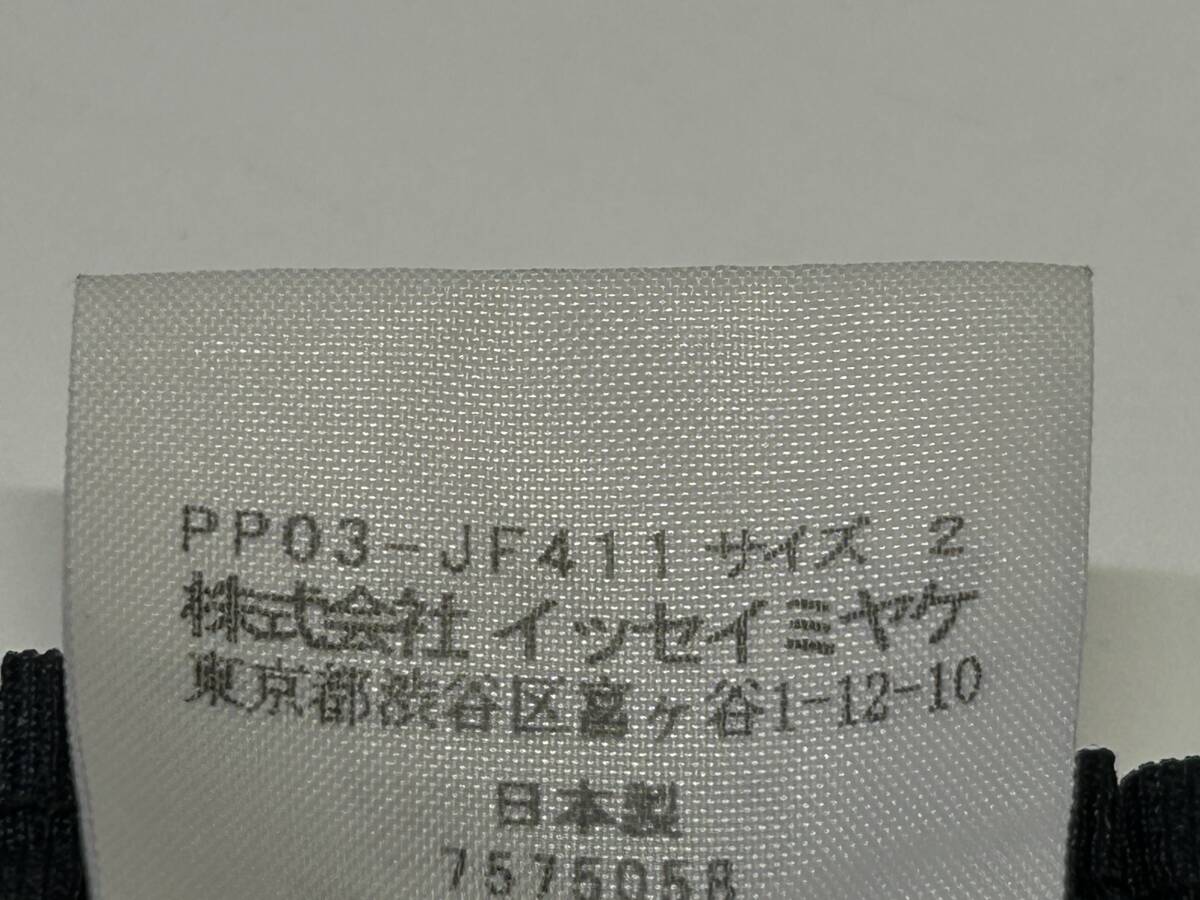 PP03-JF411 サイズ 2
株式会社 イッセイミヤケ
東京都渋谷区富ヶ谷1-12-10
日本製
7575058